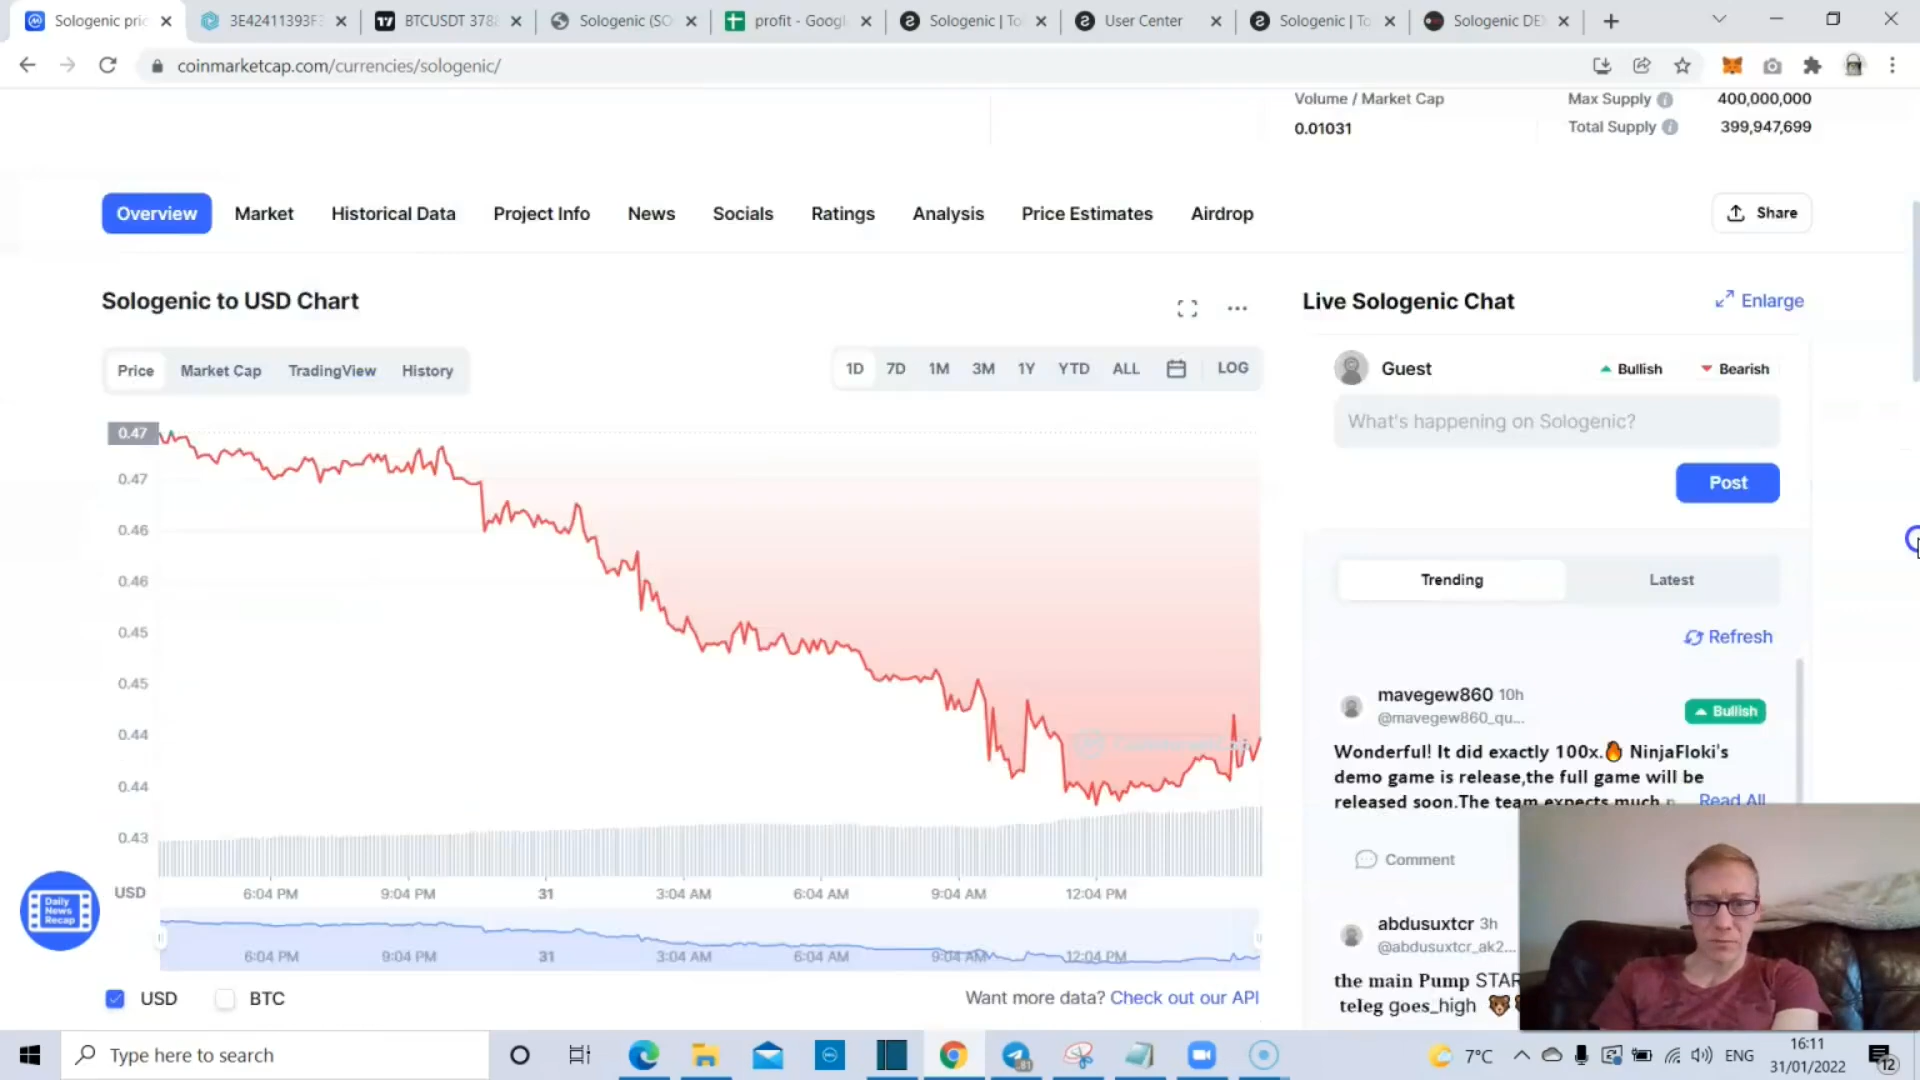 Sologenic pri
3E42411393F3
BTCUSDT 378
Sologenic (SO
profit - Googl
Sologenic | To
User Center
Sologenic | To
Sologenic DE
coinmarketcap.com/currencies/sologenic/
Volume / Market Cap
0.01031
Max Supply
400,000,000
Total Supply
399,947,699
Overview
Market
Historical Data
Project Info
News
Socials
Ratings
Analysis
Price Estimates
Airdrop
Share
Sologenic to USD Chart
Live Sologenic Chat
Enlarge
Price
Market Cap
TradingView
History
1D
7D
1M
3M
1Y
YTD
ALL
LOG
Guest
Bullish
Bearish
What's happening on Sologenic?
Post
Trending
Latest
Refresh
0.47
0.47
0.46
0.46
0.45
0.45
0.44
0.44
0.43
USD
6:04 PM
9:04 PM
31
3:04 AM
6:04 AM
9:04 AM
12:04 PM
6:04 PM
9:04 PM
31
3:04 AM
6:04 AM
9:04 AM
12:04 PM
CoinMarketCap
Daily
News
Recap
USD
BTC
Want more data? Check out our API
mavegew860 10h
@mavegew860_qu...
Bullish
Wonderful! It did exactly 100x.🔥 NinjaFloki's
demo game is release,the full game will be
released soon.The team expects much
Read All
Comment
abdusuxtcr 3h
@abdusuxtcr_ak2...
the main Pump STAR
teleg goes_high 🐻
Type here to search
7°C
ENG
16:11
31/01/2022
12